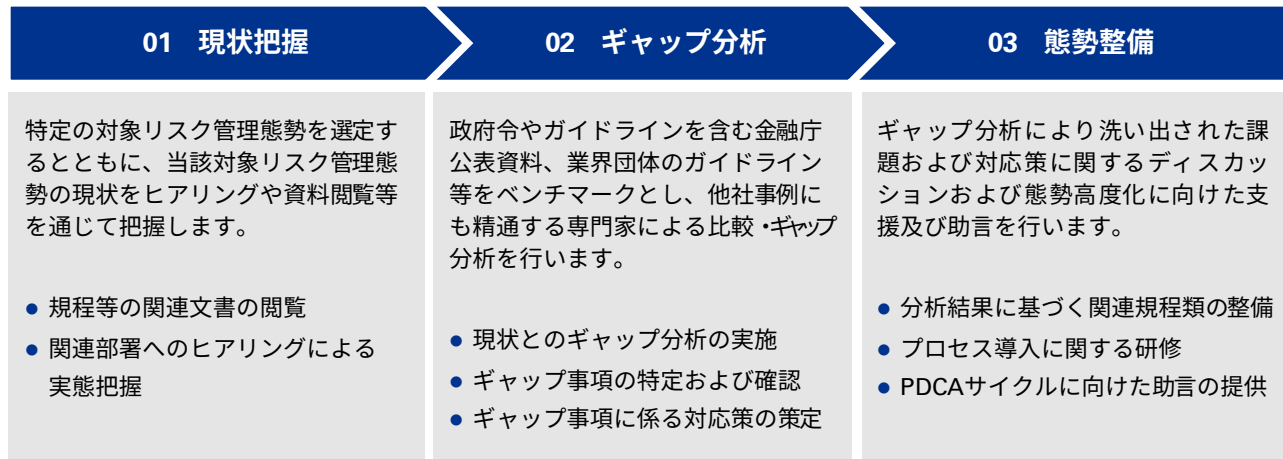 01 現状把握
02 ギャップ分析
03 態勢整備
特定の対象リスク管理態勢を選定す
るとともに、当該対象リスク管理態
勢の現状をヒアリングや資料閲覧等
を通じて把握します。
● 規程等の関連文書の閲覧
● 関連部署へのヒアリングによる
実態把握
政府令やガイドラインを含む金融庁
公表資料、業界団体のガイドライン
等をベンチマークとし、他社事例に
も精通する専門家による比較・ギャップ
分析を行います。
● 現状とのギャップ分析の実施
● ギャップ事項の特定および確認
● ギャップ事項に係る対応策の策定
ギャップ分析により洗い出された課
題および対応策に関するディスカッ
ションおよび態勢高度化に向けた支
援及び助言を行います。
● 分析結果に基づく関連規程類の整備
● プロセス導入に関する研修
● PDCAサイクルに向けた助言の提供